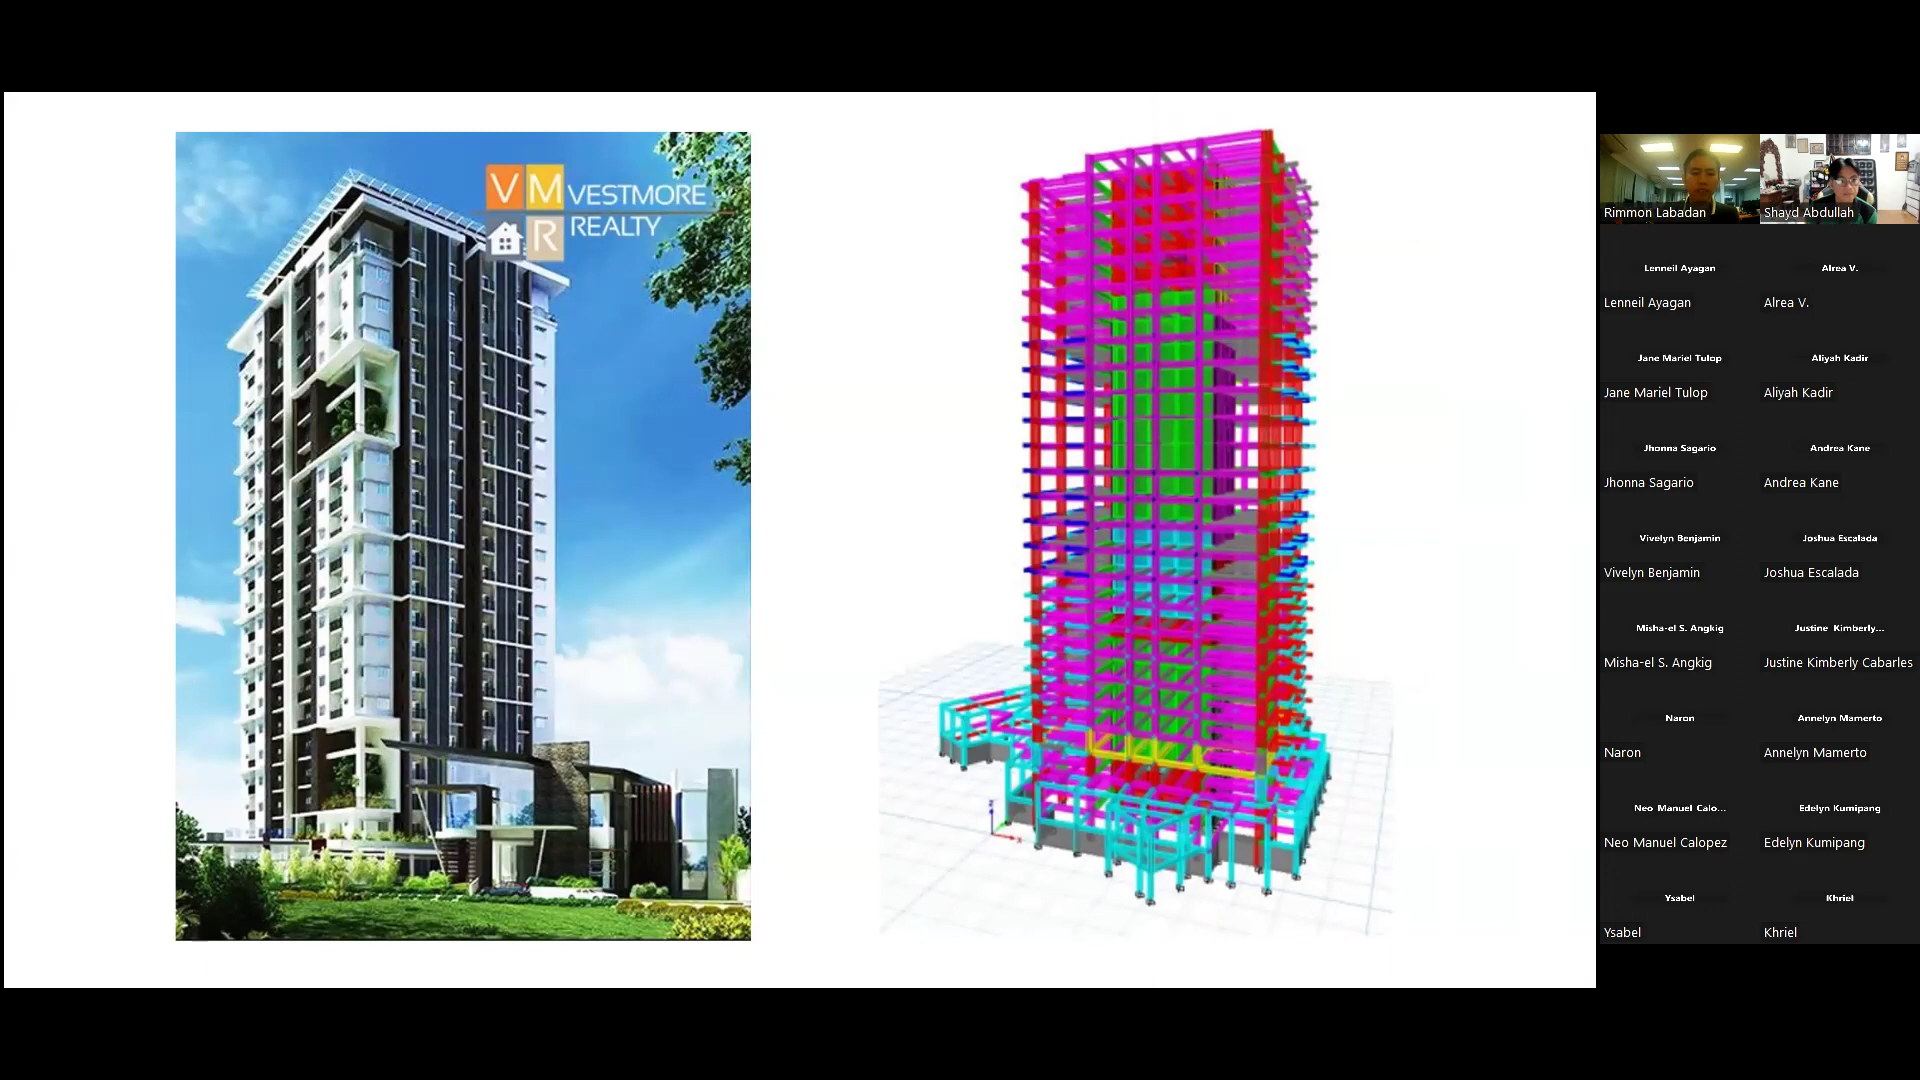 VM VESTMORE
R REALTY
Rimmon Labadan
Shayd Abdullah
Lenneil Ayagan
Alrea V.
Lenneil Ayagan
Alrea V.
Jane Mariel Tulop
Aliyah Kadir
Jane Mariel Tulop
Aliyah Kadir
Jhonna Sagario
Andrea Kane
Jhonna Sagario
Andrea Kane
Vivelyn Benjamin
Joshua Escalada
Vivelyn Benjamin
Joshua Escalada
Misha-el S. Angkig
Justine Kimberly...
Misha-el S. Angkig
Justine Kimberly Cabarles
Naron
Annelyn Mamerto
Naron
Annelyn Mamerto
Neo Manuel Calo...
Edelyn Kumipang
Neo Manuel Calopez
Edelyn Kumipang
Ysabel
Khriel
Ysabel
Khriel